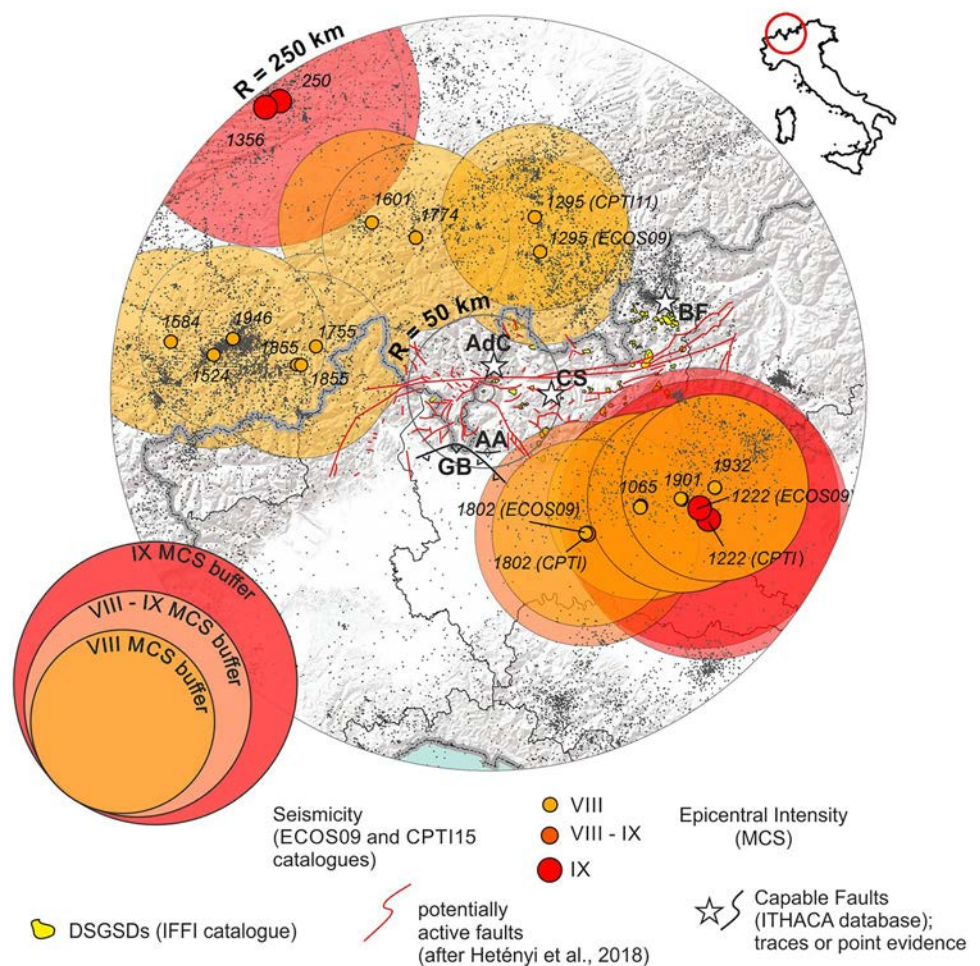 R = 250 km
250
1356
1601
1774
1295 (CPTI11)
1295 (ECOS09)
BF
1584
1946
1755
1524
1855
1855
R = 50 km
AdC
CS
AA
GB
1932
1901
1065
1222 (ECOS09)
1802 (ECOS09)
1802 (CPTI)
1222 (CPTI)
IX MCS buffer
VIII - IX MCS buffer
VIII MCS buffer
Seismicity
(ECOS09 and CPTI15
catalogues)
VIII
VIII - IX
IX
Epicentral Intensity
(MCS)
DSGSDs (IFFI catalogue)
potentially
active faults
(after Hetényi et al., 2018)
Capable Faults
(ITHACA database);
traces or point evidence